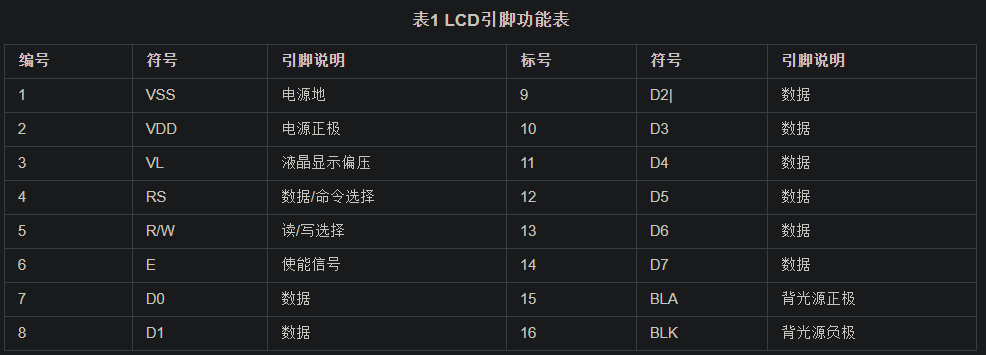 表1 LCD引脚功能表
编号 符号 引脚说明 标号 符号 引脚说明
1 VSS 电源地 9 D2| 数据
2 VDD 电源正极 10 D3 数据
3 VL 液晶显示偏压 11 D4 数据
4 RS 数据/命令选择 12 D5 数据
5 R/W 读/写选择 13 D6 数据
6 E 使能信号 14 D7 数据
7 D0 数据 15 BLA 背光源正极
8 D1 数据 16 BLK 背光源负极